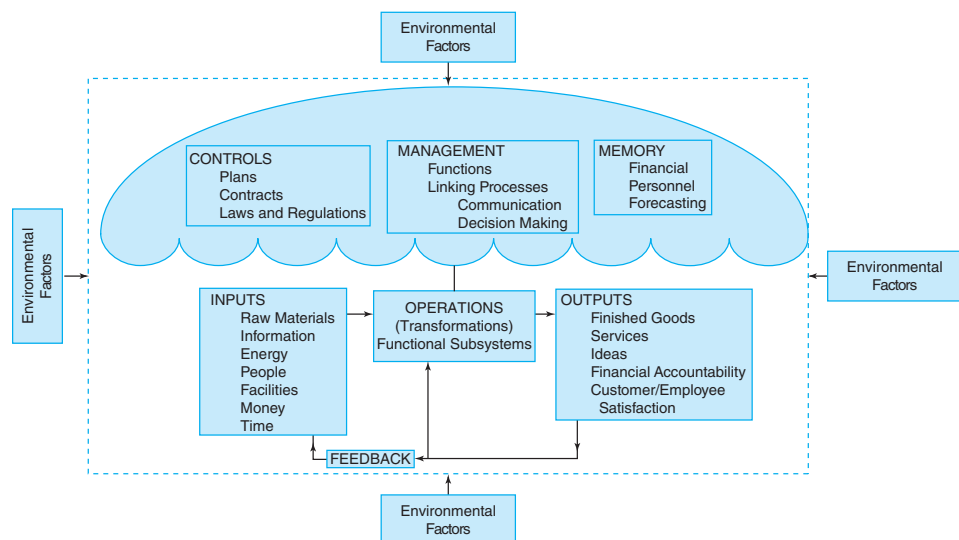 Environmental
Factors
CONTROLS
Plans
Contracts
Laws and Regulations
MANAGEMENT
Functions
Linking Processes
Communication
Decision Making
MEMORY
Financial
Personnel
Forecasting
Environmental
Factors
Environmental
Factors
INPUTS
Raw Materials
Information
Energy
People
Facilities
Money
Time
OPERATIONS
(Transformations)
Functional Subsystems
OUTPUTS
Finished Goods
Services
Ideas
Financial Accountability
Customer/Employee
Satisfaction
FEEDBACK
Environmental
Factors